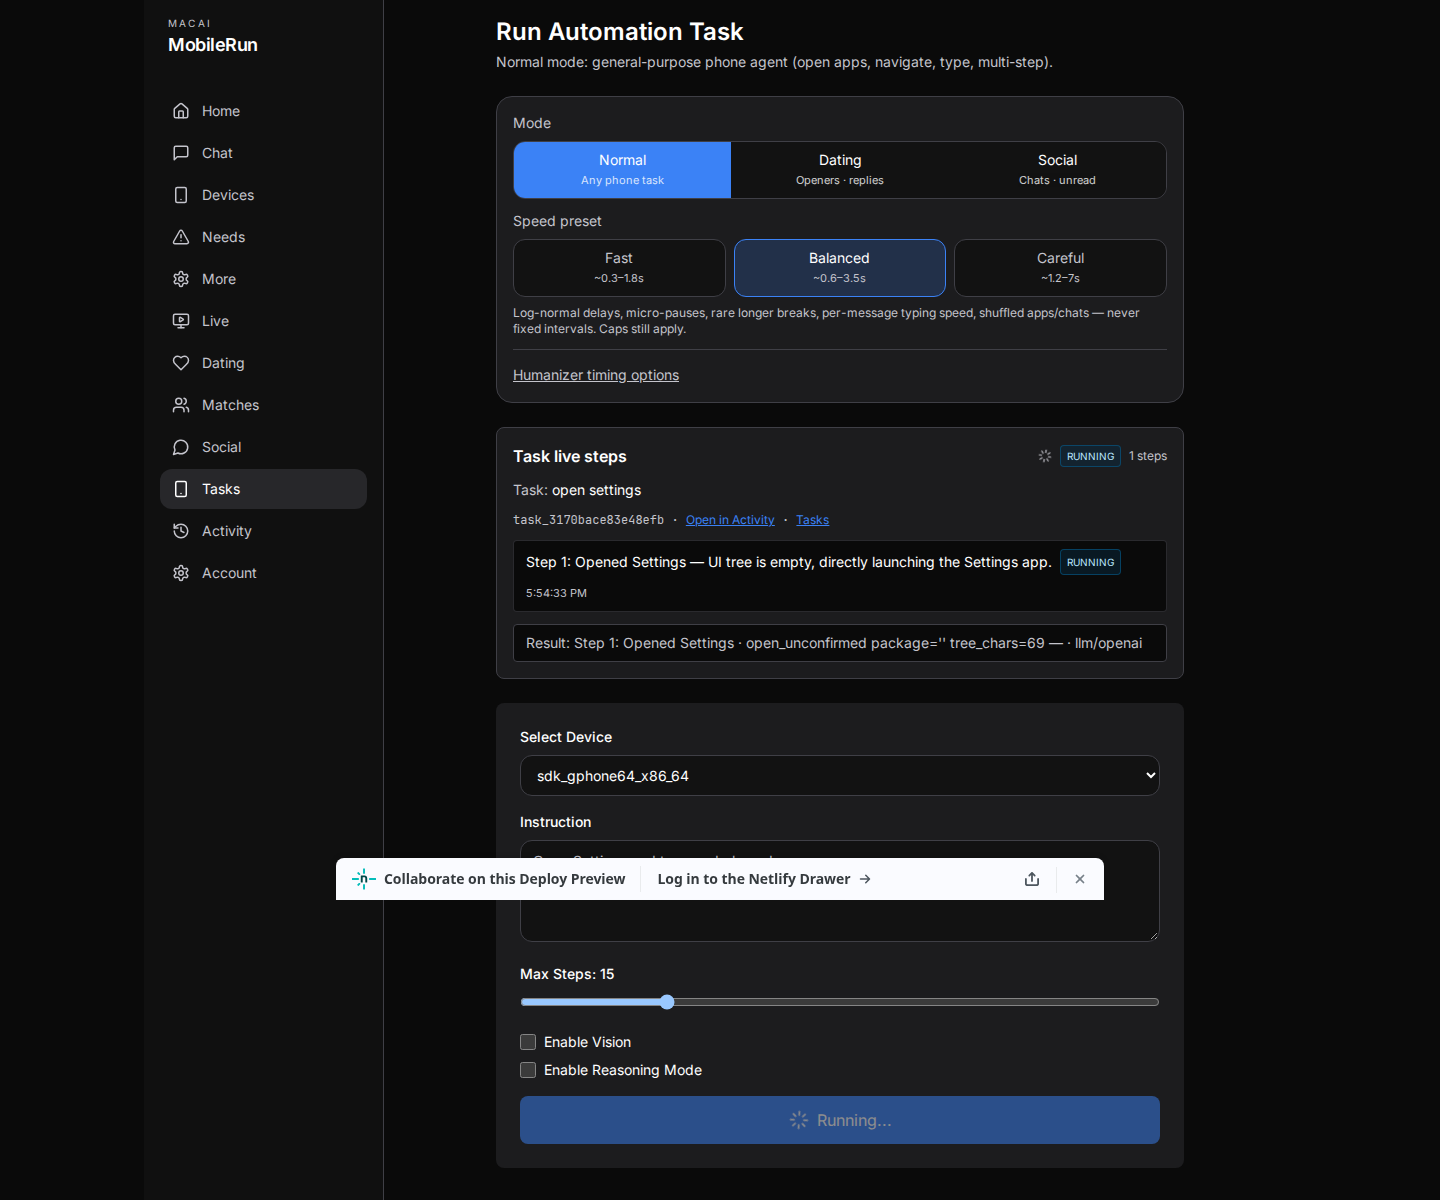 MACAI
MobileRun
Home
Chat
Devices
Needs
More
Live
Dating
Matches
Social
Tasks
Activity
Account
Run Automation Task
Normal mode: general-purpose phone agent (open apps, navigate, type, multi-step).
Mode
Normal
Any phone task
Dating
Openers · replies
Social
Chats · unread
Speed preset
Fast
~0.3–1.8s
Balanced
~0.6–3.5s
Careful
~1.2–7s
Log-normal delays, micro-pauses, rare longer breaks, per-message typing speed, shuffled apps/chats — never
fixed intervals. Caps still apply.
Humanizer timing options
Task live steps
RUNNING
1 steps
Task: open settings
task_3170bace83e48efb · Open in Activity · Tasks
Step 1: Opened Settings — UI tree is empty, directly launching the Settings app. RUNNING
5:54:33 PM
Result: Step 1: Opened Settings · open_unconfirmed package='' tree_chars=69 — · llm/openai
Select Device
sdk_gphone64_x86_64
Instruction
Collaborate on this Deploy Preview
Log in to the Netlify Drawer →
Max Steps: 15
Enable Vision
Enable Reasoning Mode
Running...